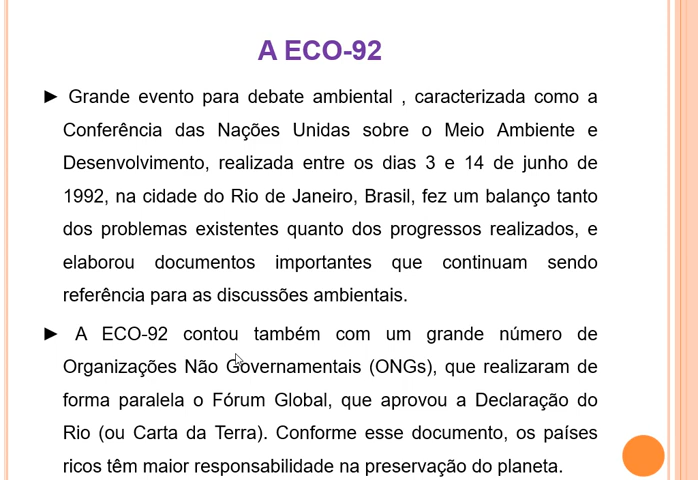 A ECO-92
► Grande evento para debate ambiental , caracterizada como a
Conferência das Nações Unidas sobre o Meio Ambiente e
Desenvolvimento, realizada entre os dias 3 e 14 de junho de
1992, na cidade do Rio de Janeiro, Brasil, fez um balanço tanto
dos problemas existentes quanto dos progressos realizados, e
elaborou documentos importantes que continuam sendo
referência para as discussões ambientais.
► A ECO-92 contou também com um grande número de
Organizações Não Governamentais (ONGs), que realizaram de
forma paralela o Fórum Global, que aprovou a Declaração do
Rio (ou Carta da Terra). Conforme esse documento, os países
ricos têm maior responsabilidade na preservação do planeta.